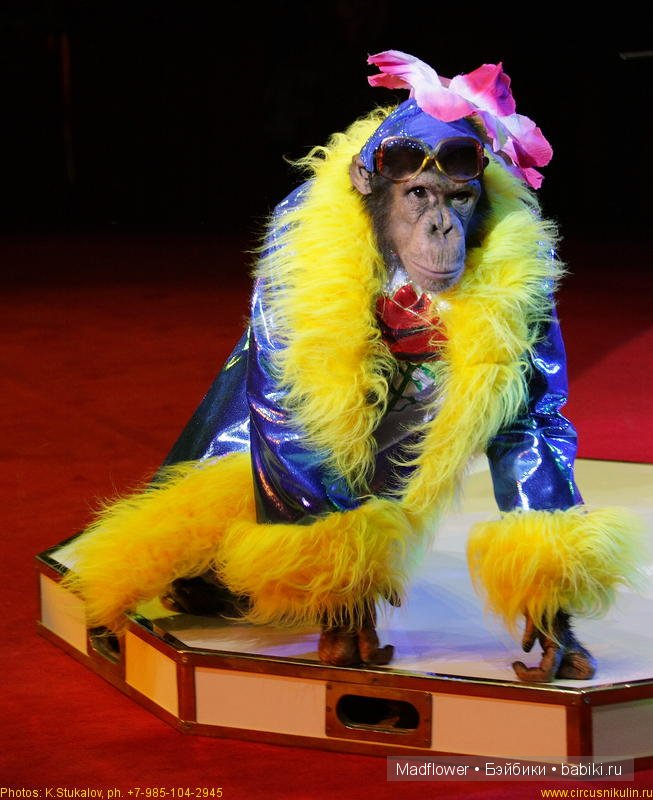 Madflower • Бэйбики • babiki.ru
Photos: K.Stukalov, ph. +7-985-104-2945
www.circusnikulin.ru